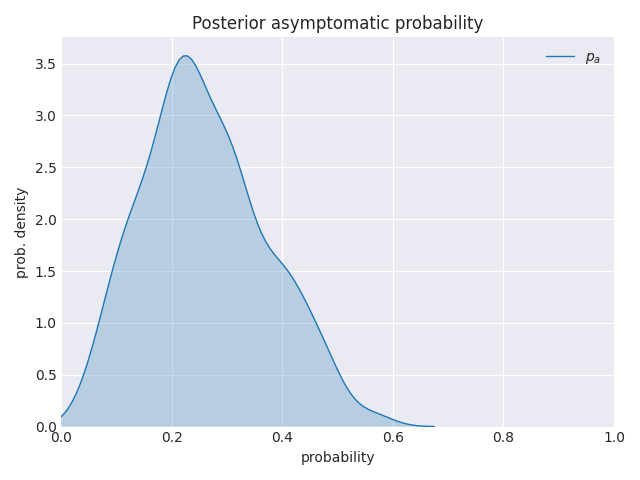 Posterior asymptomatic probability
pₐ
prob. density
3.5
3.0
2.5
2.0
1.5
1.0
0.5
0.0
0.0 0.2 0.4 0.6 0.8 1.0
probability